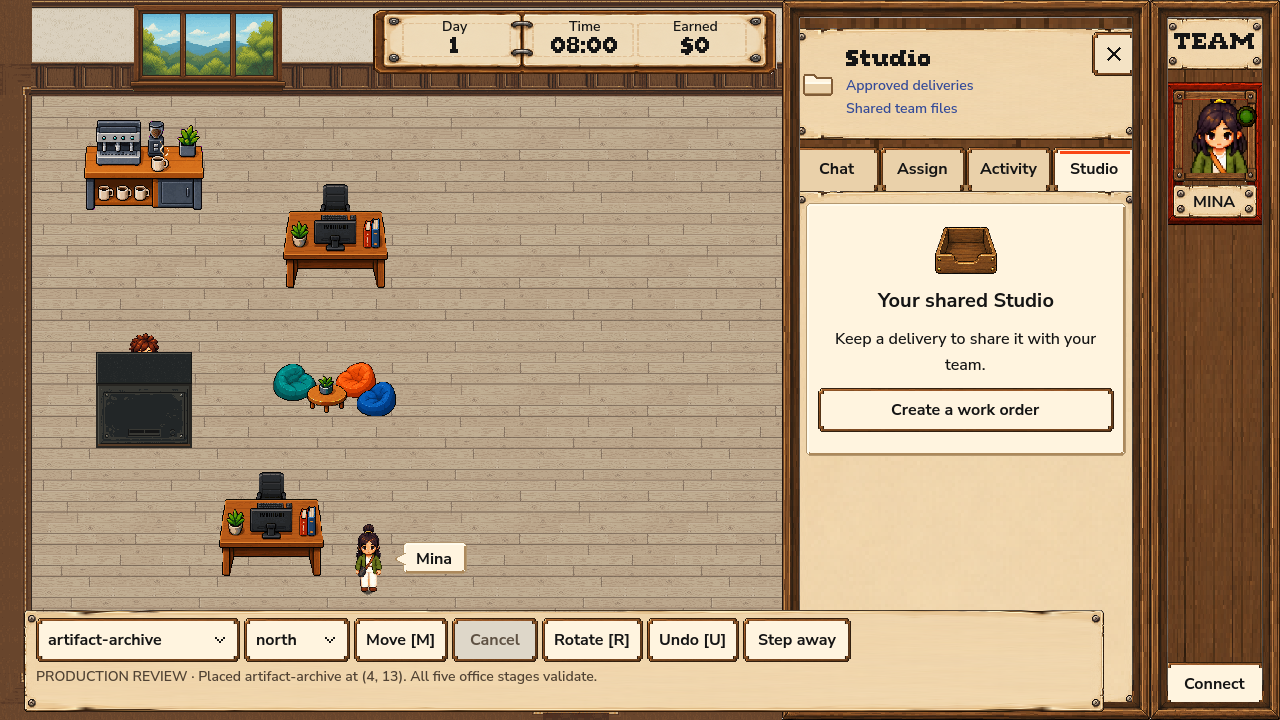 Day
1
Time
08:00
Earned
$0
Studio
Approved deliveries
Shared team files
Chat
Assign
Activity
Studio
Your shared Studio
Keep a delivery to share it with your
team.
Create a work order
TEAM
MINA
Connect
Mina
artifact-archive
north
Move [M]
Cancel
Rotate [R]
Undo [U]
Step away
PRODUCTION REVIEW · Placed artifact-archive at (4, 13). All five office stages validate.